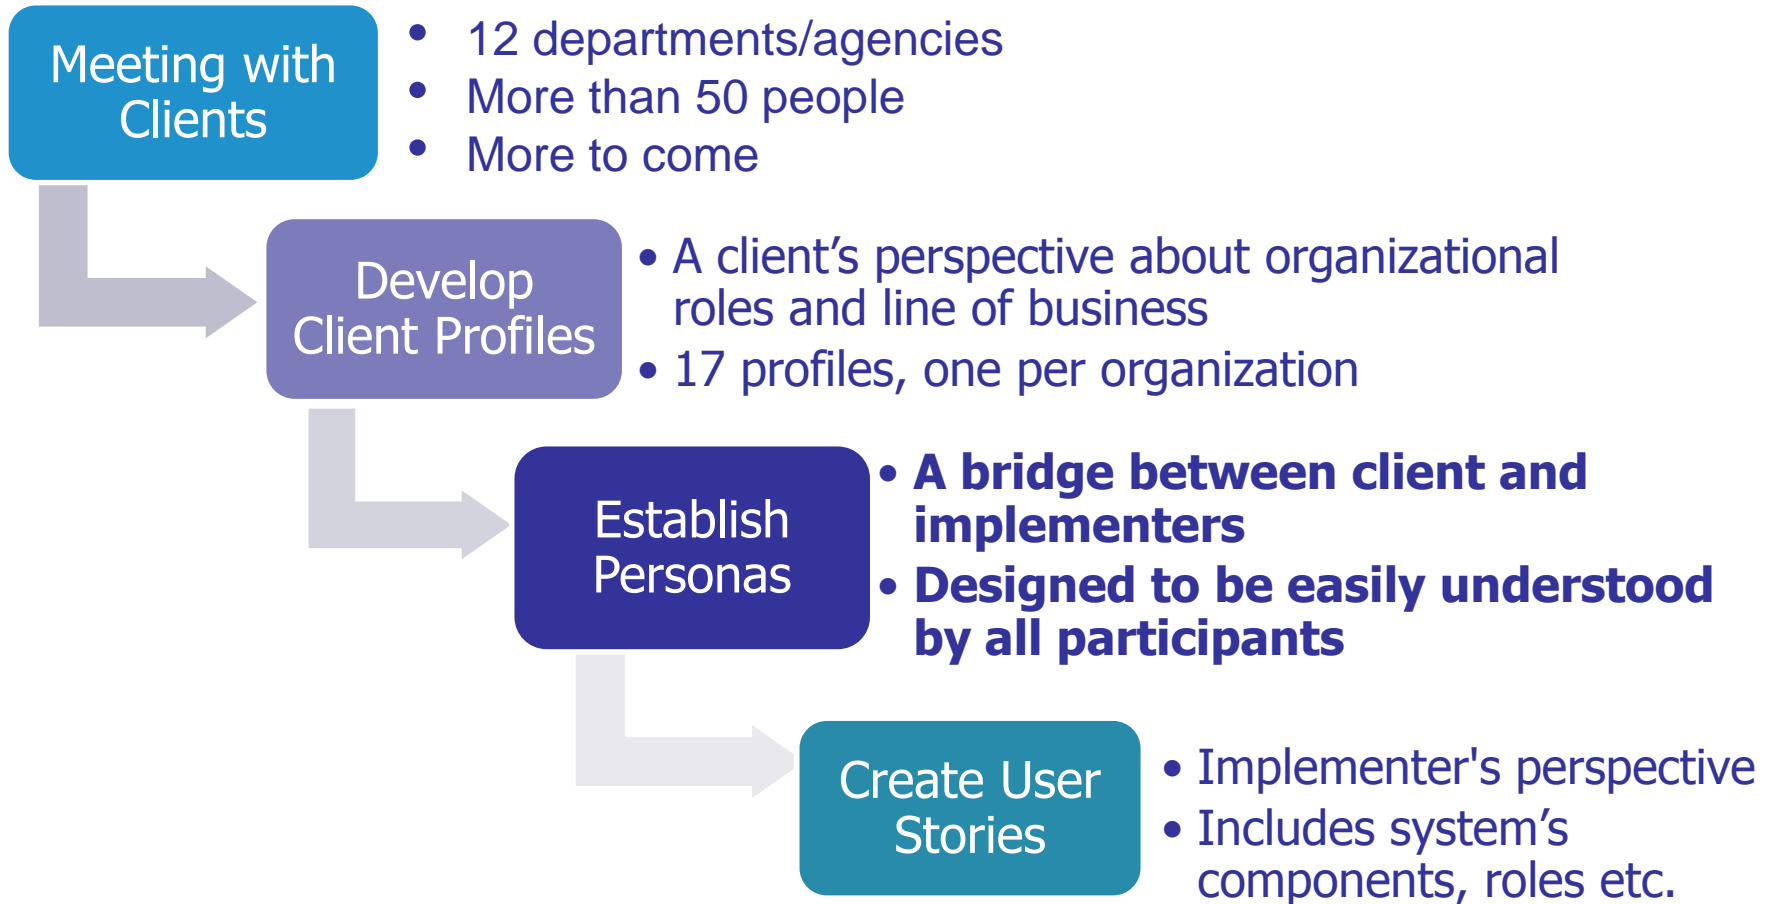 Meeting with
Clients
• 12 departments/agencies
• More than 50 people
• More to come
Develop
Client Profiles
• A client’s perspective about organizational
roles and line of business
• 17 profiles, one per organization
Establish
Personas
• A bridge between client and
implementers
• Designed to be easily understood
by all participants
Create User
Stories
• Implementer's perspective
• Includes system’s
components, roles etc.